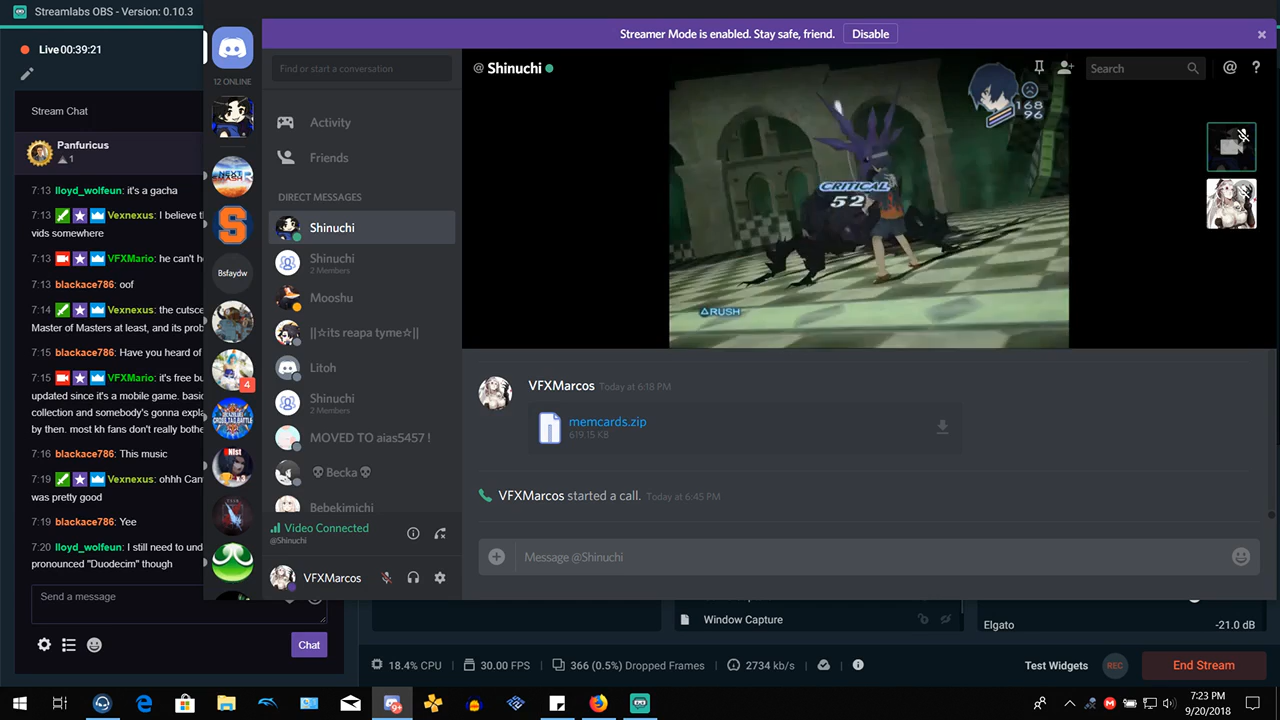 Streamlabs OBS - Version: 0.10.3
Live 00:39:21
Stream Chat
Panfuricus
1
7:13 lloyd_wolfeun: it's a gacha
7:13 Vexnexus: I believe
vids somewhere
7:13 VFXMario: he can't
7:13 blackace786: oof
7:14 Vexnexus: the cutsc
Master of Masters at least, and its prob
7:15 blackace786: Have you heard of
7:15 VFXMario: it's free bu
updated since it's a mobile game. basic
collection and somebody's gonna expla
by then. most kh fans don't really bothe
7:16 blackace786: This music
7:19 Vexnexus: ohhh Can
was pretty good
7:19 blackace786: Yee
7:20 lloyd_wolfeun: I still need to und
pronounced "Duodecim" though
Send a message
Chat
12 ONLINE
NEXT
S
Bsfaydw
4
Streamer Mode is enabled. Stay safe, friend. Disable
Find or start a conversation
Activity
Friends
DIRECT MESSAGES
Shinuchi
Shinuchi
2 Members
Mooshu
||☆its reapa tyme☆||
Litoh
Shinuchi
2 Members
MOVED TO aias5457 !
💀 Becka 💀
Bebekimichi
Video Connected
@Shinuchi
VFXMarcos
@ Shinuchi
Search
@ ?
168
96
CRITICAL
52
△RUSH
VFXMarcos Today at 6:18 PM
memcards.zip
619.15 KB
VFXMarcos started a call. Today at 6:45 PM
Message @Shinuchi
Window Capture
Elgato
-21.0 dB
18.4% CPU
30.00 FPS
366 (0.5%) Dropped Frames
2734 kb/s
Test Widgets
REC
End Stream
9+
7:23 PM
9/20/2018